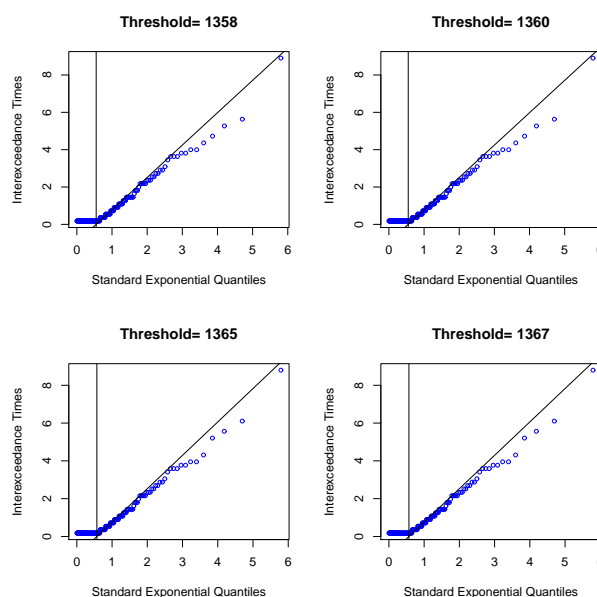 Threshold= 1358
Interexceedance Times
0 2 4 6 8
0 1 2 3 4 5 6
Standard Exponential Quantiles
Threshold= 1360
Interexceedance Times
0 2 4 6 8
0 1 2 3 4 5 6
Standard Exponential Quantiles
Threshold= 1365
Interexceedance Times
0 2 4 6 8
0 1 2 3 4 5 6
Standard Exponential Quantiles
Threshold= 1367
Interexceedance Times
0 2 4 6 8
0 1 2 3 4 5 6
Standard Exponential Quantiles